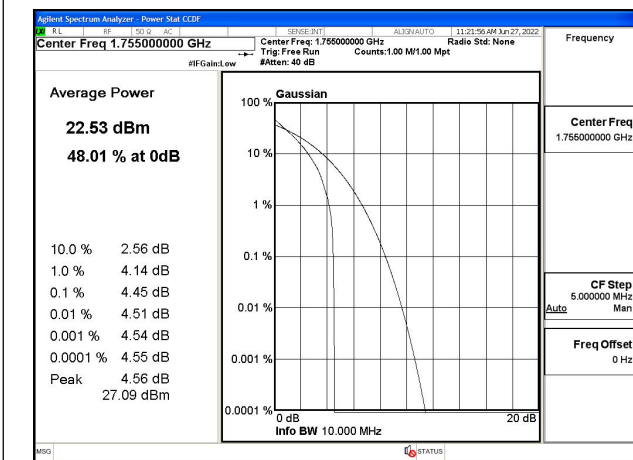 Agilent Spectrum Analyzer - Power Stat CCDF
RL RF 50 Ω AC SENSE:INT ALIGN AUTO 11:21:56 AM Jun 27, 2022
Center Freq 1.755000000 GHz
Center Freq: 1.755000000 GHz Radio Std: None
Trig: Free Run Counts:1.00 M/1.00 Mpt
#IFGain:Low #Atten: 40 dB
Frequency
Average Power
22.53 dBm
48.01 % at 0dB
10.0 % 2.56 dB
1.0 % 4.14 dB
0.1 % 4.45 dB
0.01 % 4.51 dB
0.001 % 4.54 dB
0.0001 % 4.55 dB
Peak 4.56 dB
27.09 dBm
Gaussian
100 %
10 %
1 %
0.1 %
0.01 %
0.001 %
0.0001 %
0 dB 20 dB
Info BW 10.000 MHz
Center Freq
1.755000000 GHz
CF Step
5.000000 MHz
Auto Man
Freq Offset
0 Hz
MSG STATUS